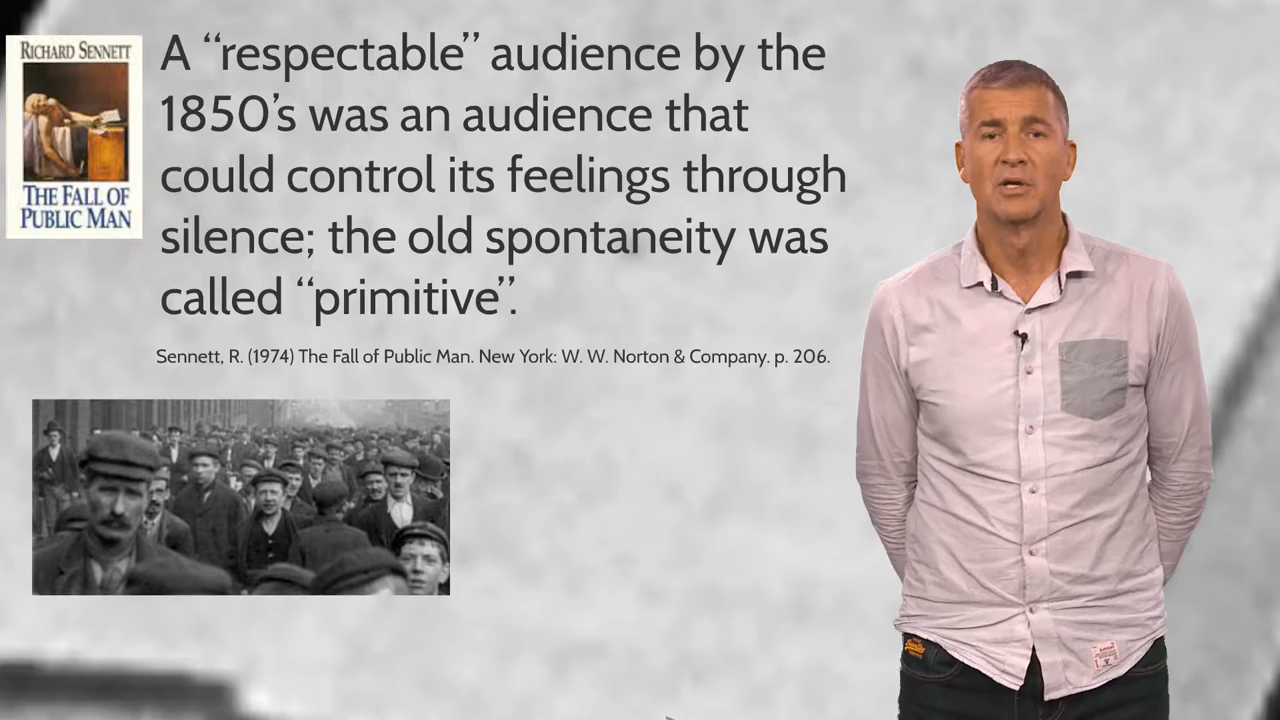 RICHARD SENNETT
THE FALL OF
PUBLIC MAN
A “respectable” audience by the
1850’s was an audience that
could control its feelings through
silence; the old spontaneity was
called “primitive”.
Sennett, R. (1974) The Fall of Public Man. New York: W. W. Norton & Company. p. 206.